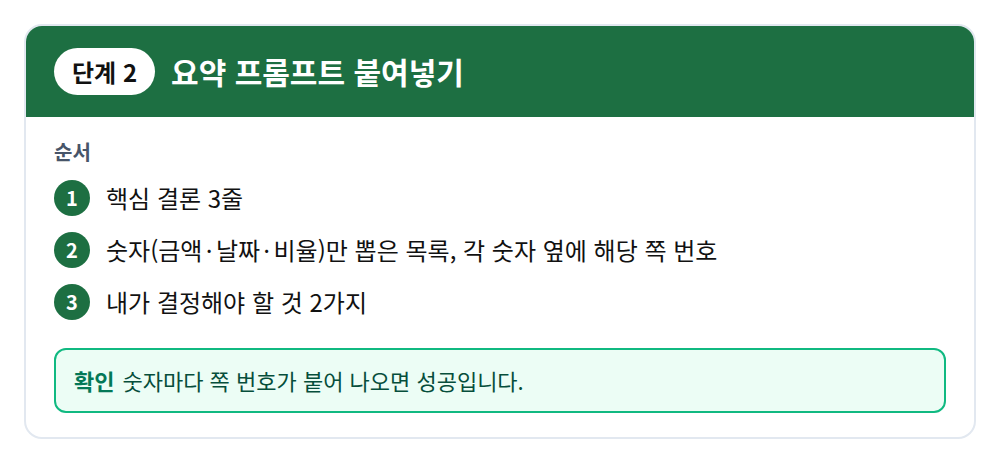 단계 2 요약 프롬프트 붙여넣기
순서
1 핵심 결론 3줄
2 숫자(금액·날짜·비율)만 뽑은 목록, 각 숫자 옆에 해당 쪽 번호
3 내가 결정해야 할 것 2가지
확인 숫자마다 쪽 번호가 붙어 나오면 성공입니다.